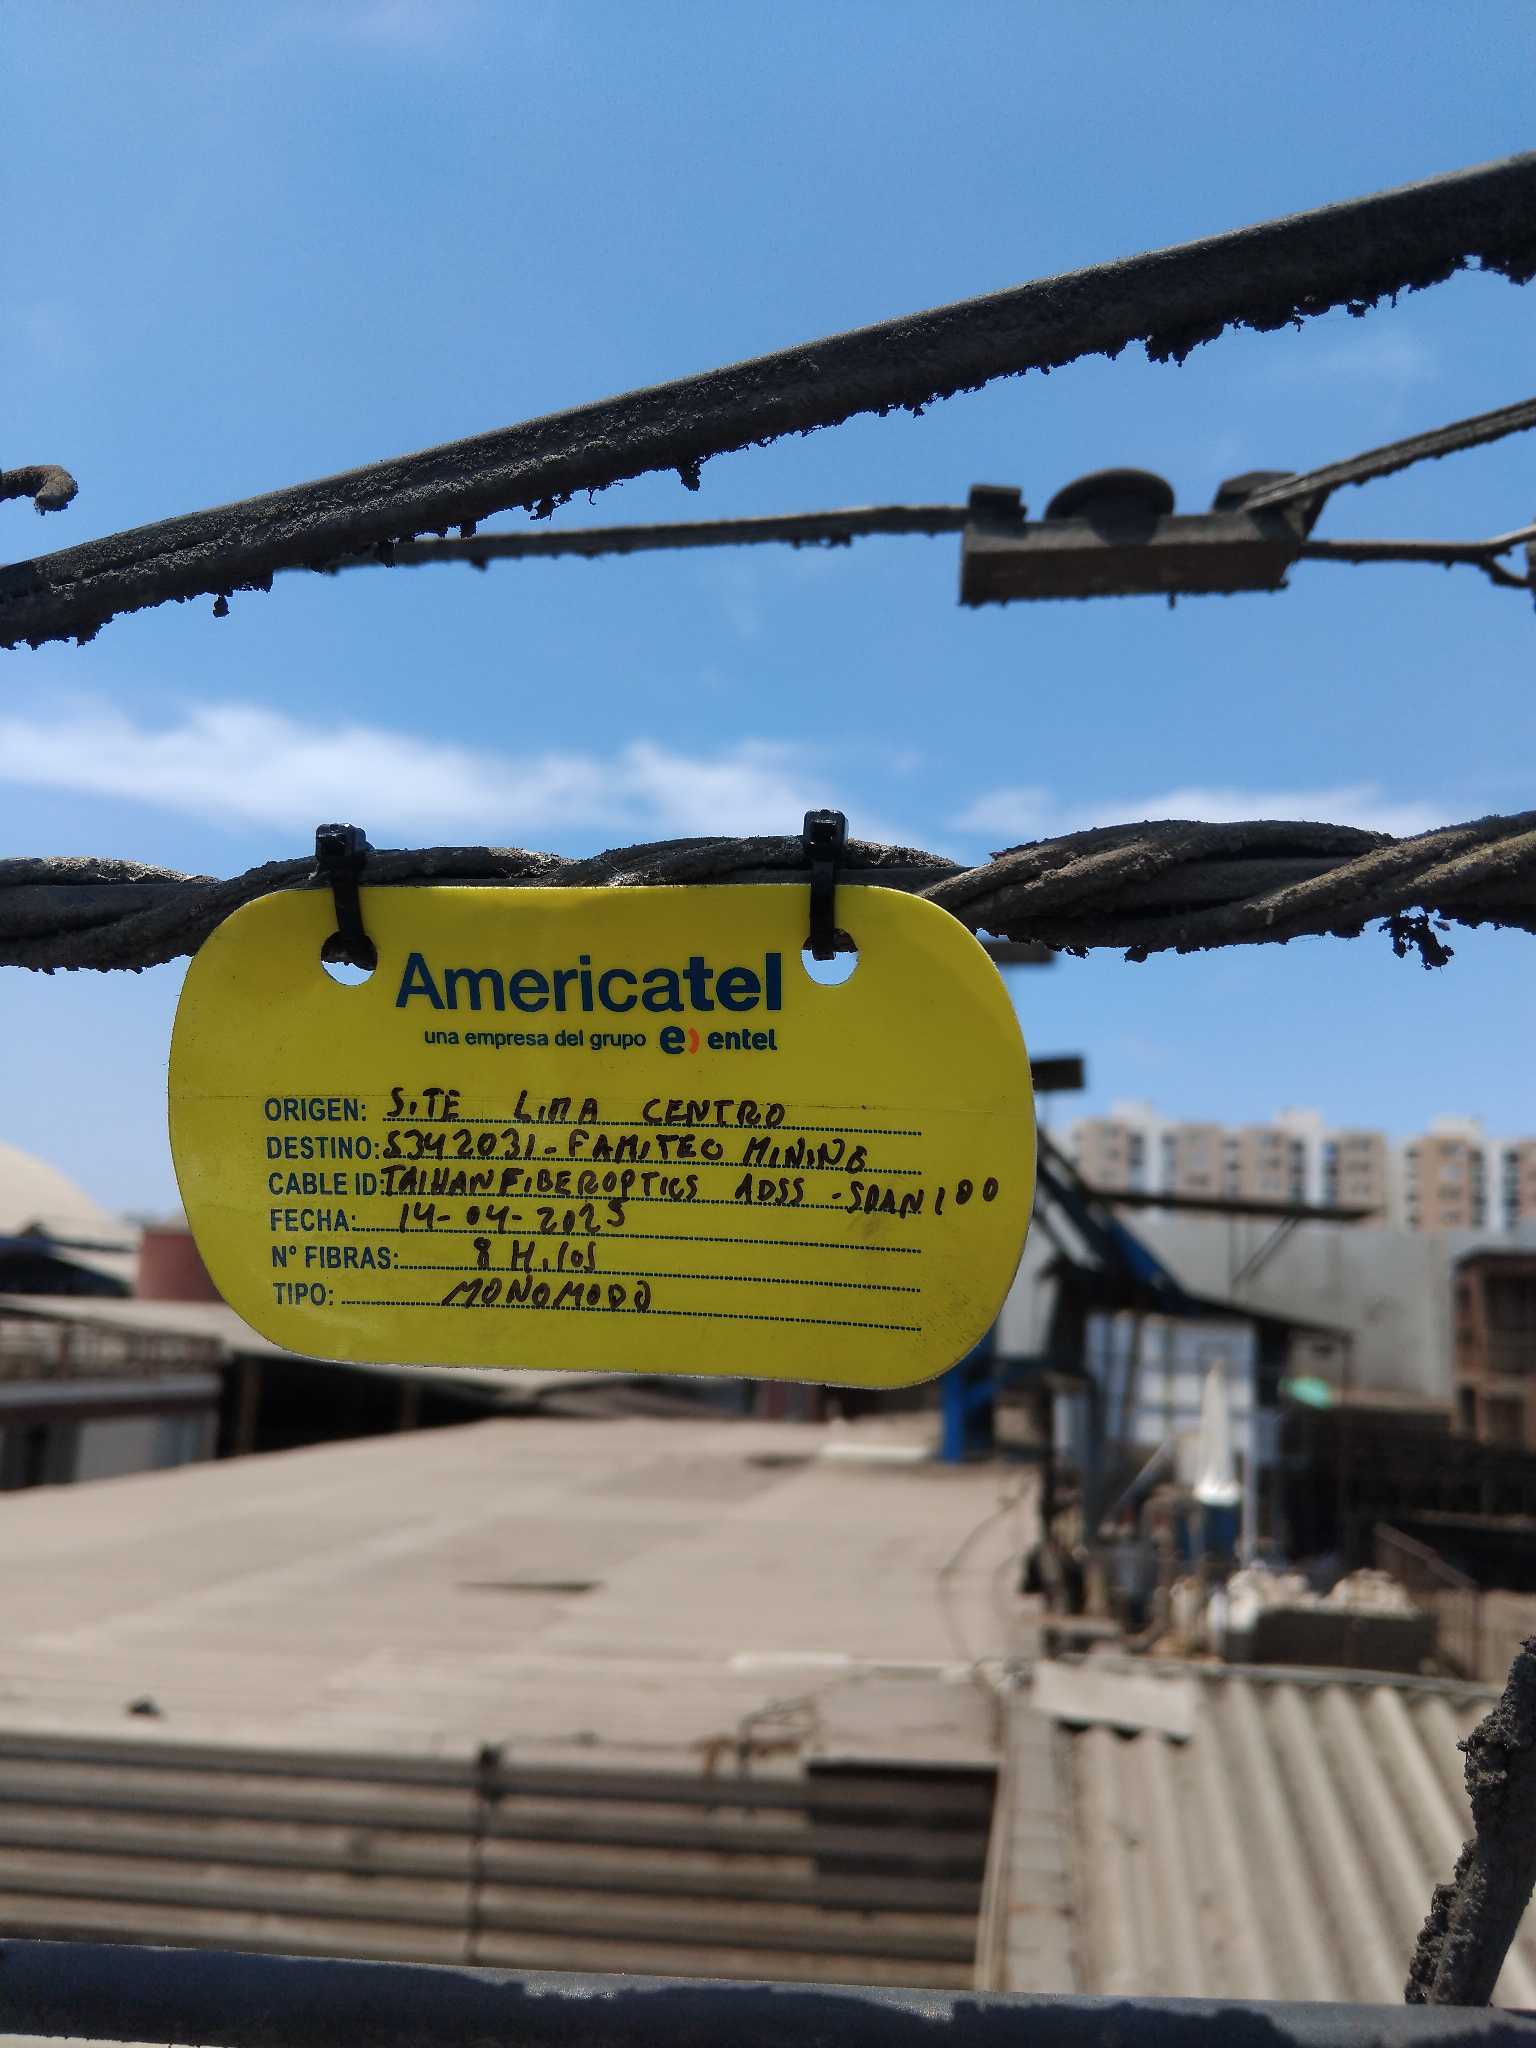 Americatel
una empresa del grupo e) entel
ORIGEN: SITE LIMA CENTRO
DESTINO: S342031-FAMITEO MINING
CABLE ID: TAIHAN FIBEROPTICS ADSS - SPAN 100
FECHA: 14-04-2025
N° FIBRAS: 8 Hilos
TIPO: MONOMODO